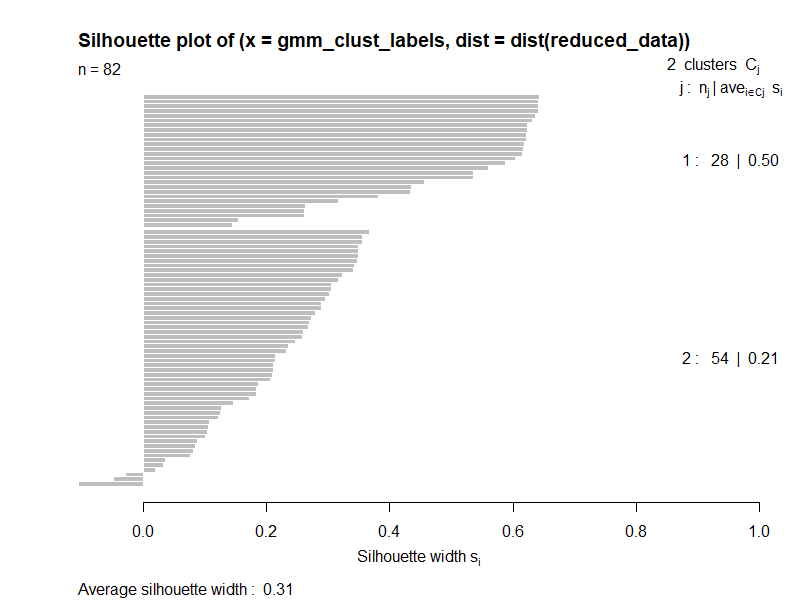 Silhouette plot of (x = gmm_clust_labels, dist = dist(reduced_data))
n = 82
2 clusters Cj
j : nj | avei∈Cj si
1 : 28 | 0.50
2 : 54 | 0.21
0.0 0.2 0.4 0.6 0.8 1.0
Silhouette width si
Average silhouette width : 0.31